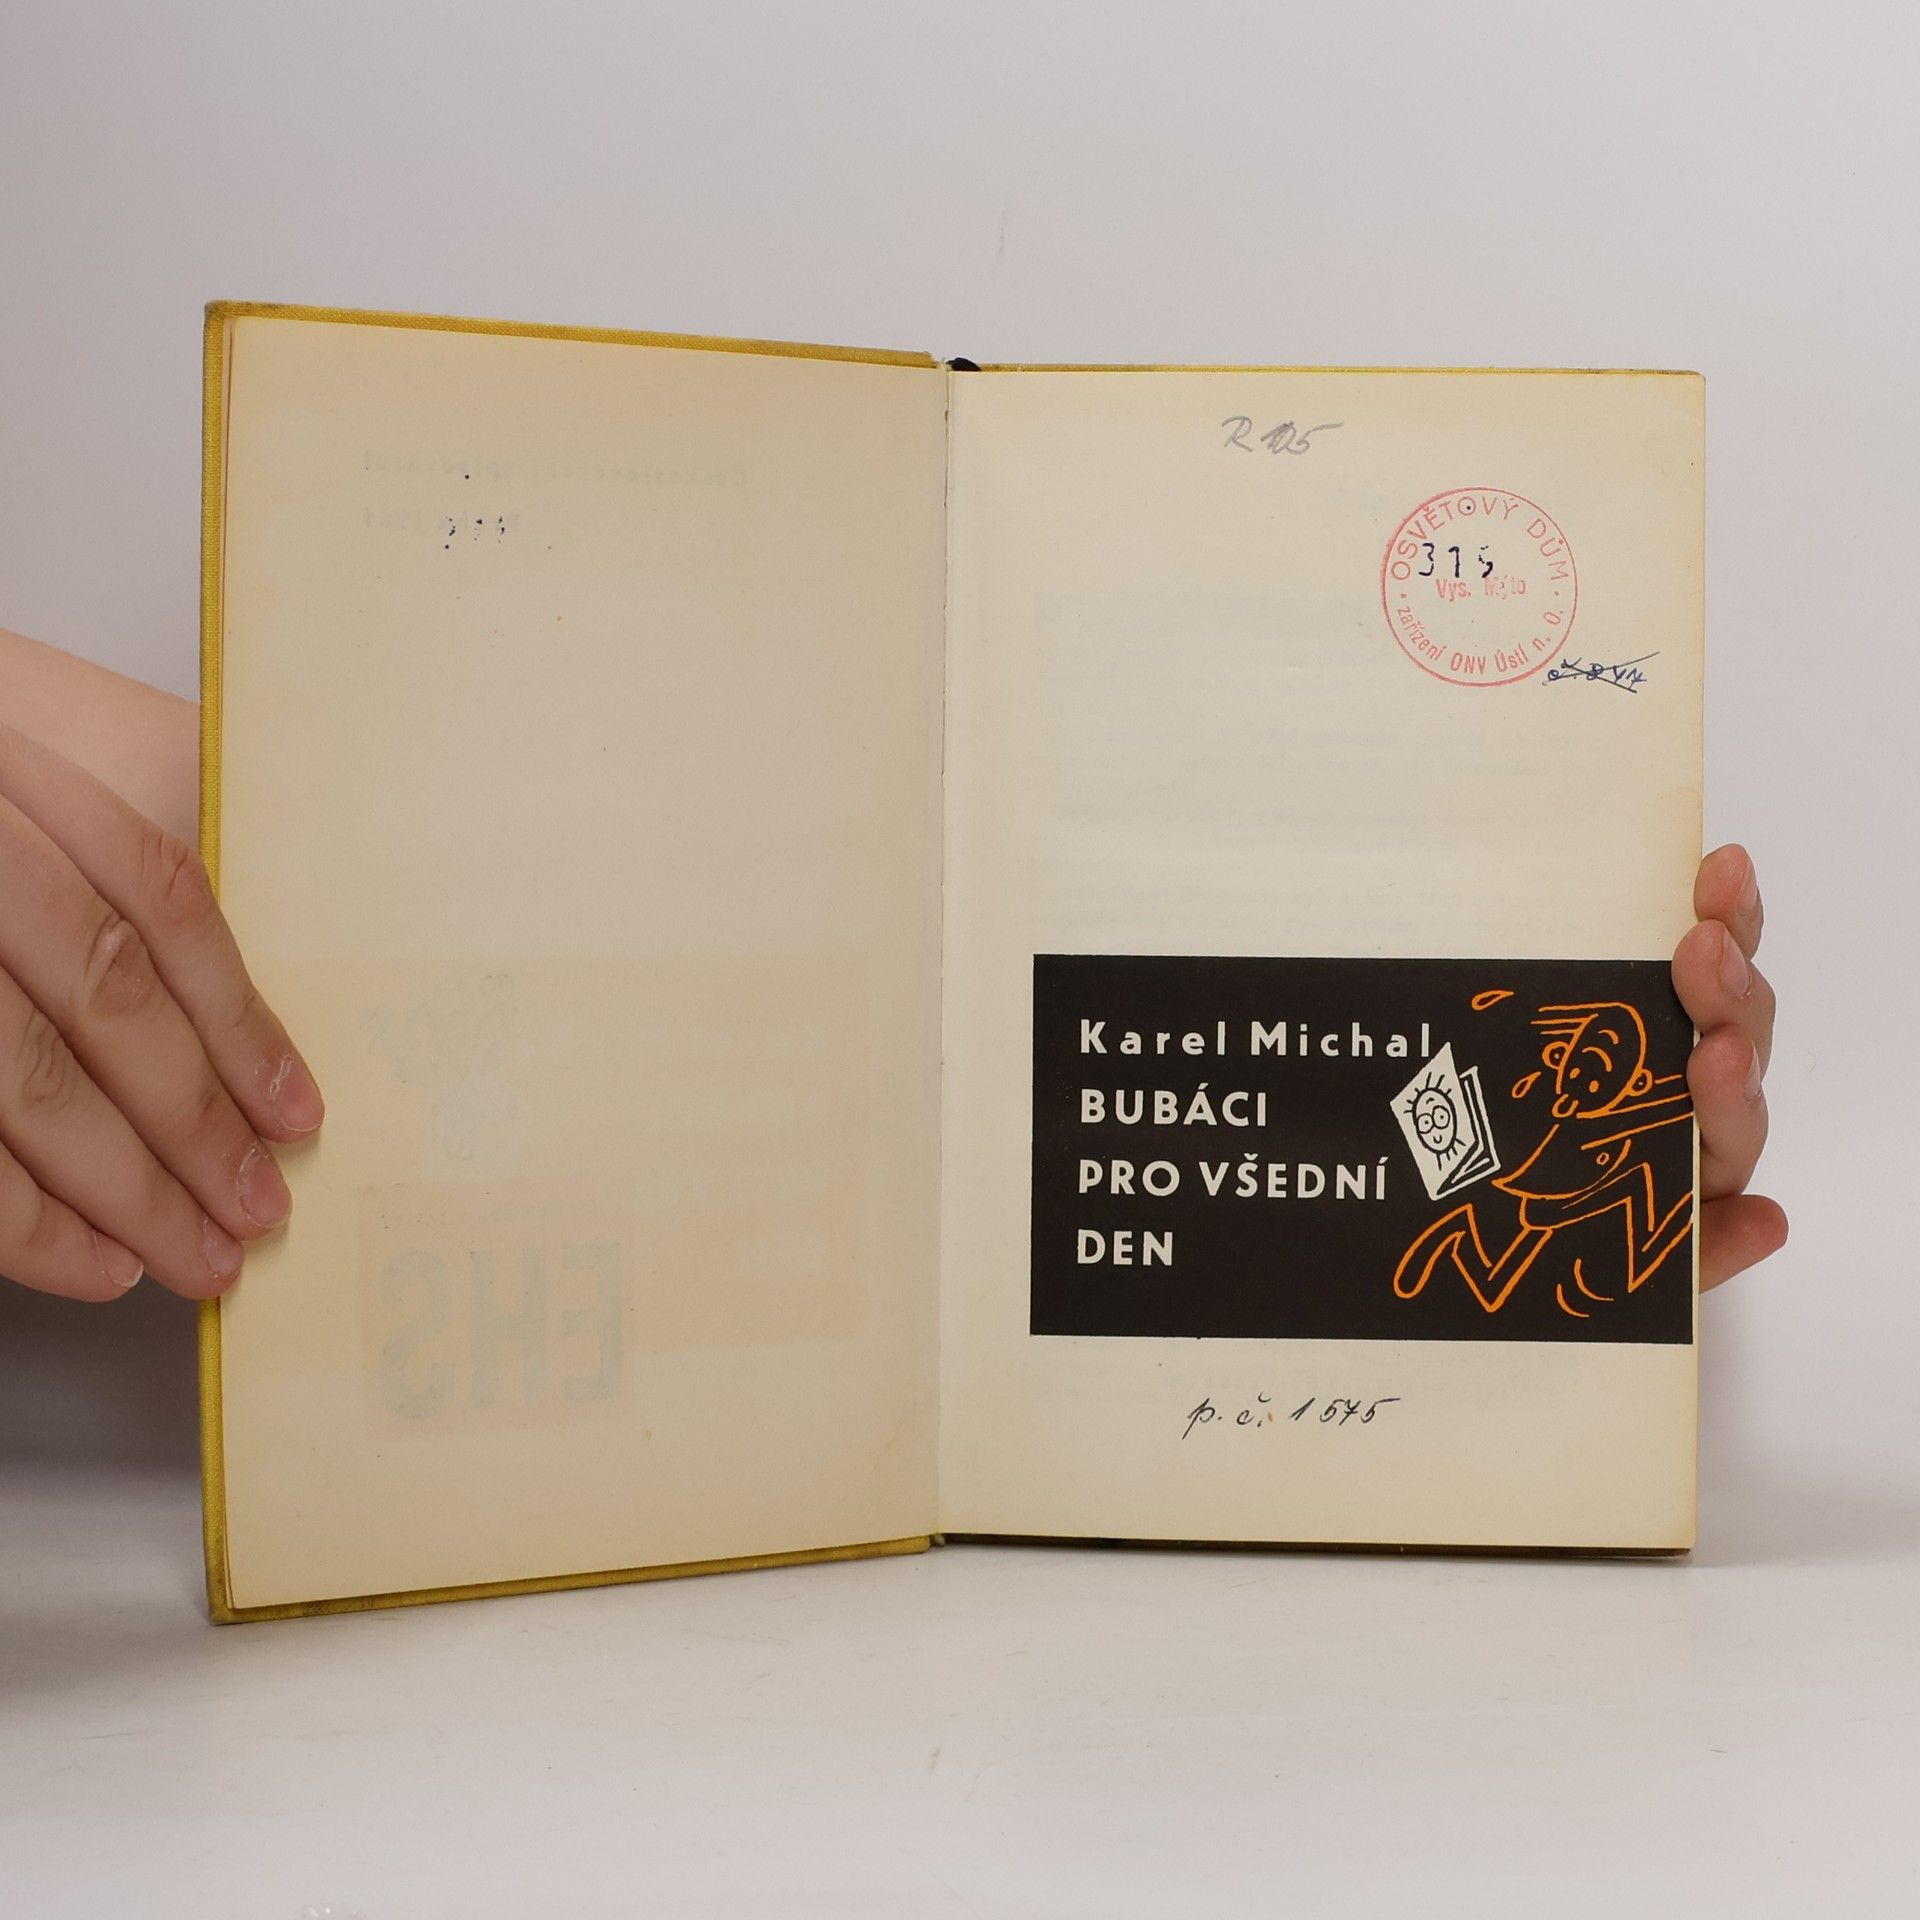 R 105
OSVĚTOVÝ DŮM
315
Vys. Mýto
zařízení ONV Ústí n. O.
Karel Michal
BUBÁCI
PRO VŠEDNÍ
DEN
p. č. 1575